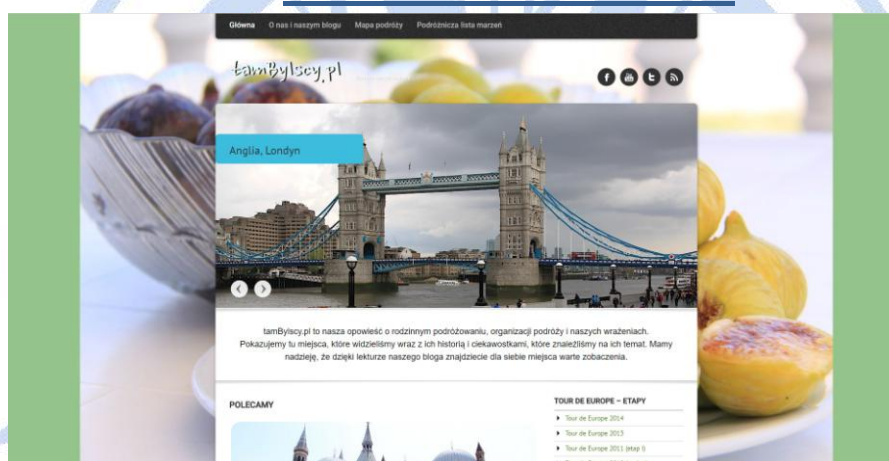 Główna O nas i naszym blogu Mapa podróży Podróżnicza lista marzeń
tamBylscy.pl
Anglia, Londyn
tamBylscy.pl to nasza opowieść o rodzinnym podróżowaniu, organizacji podróży i naszych wrażeniach.
Pokazujemy tu miejsca, które widzieliśmy wraz z ich historią i ciekawostkami, które znaleźliśmy na ich temat. Mamy
nadzieję, że dzięki lekturze naszego bloga znajdziecie dla siebie miejsca warte zobaczenia.
POLECAMY
TOUR DE EUROPE – ETAPY
Tour de Europe 2014
Tour de Europe 2013
Tour de Europe 2011 (etap I)